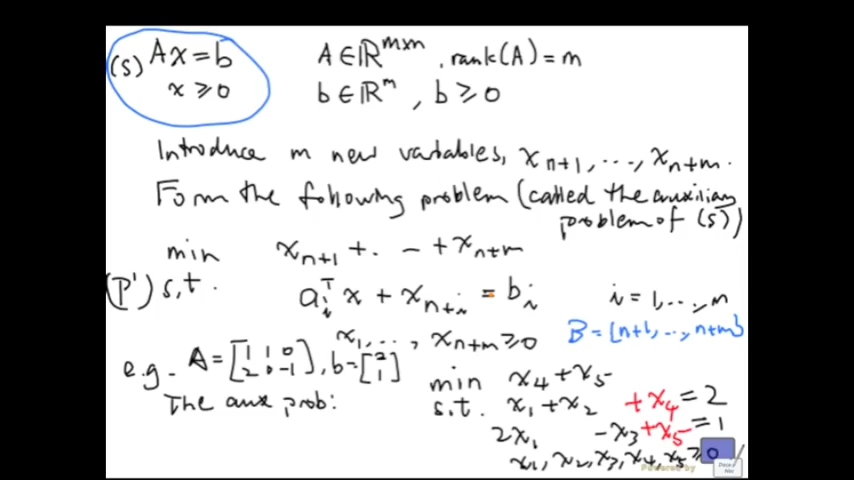 (S) Ax = b A ∈ ℝ^{m×n}, rank(A) = m
x ≥ 0 b ∈ ℝ^m, b ≥ 0
Introduce m new variables, x_{n+1}, ..., x_{n+m}.
Form the following problem (called the auxiliary
problem of (S))
min x_{n+1} + ... + x_{n+m}
(P') s.t. a_i^T x + x_{n+i} = b_i i = 1, ..., m
x_1, ..., x_{n+m} ≥ 0 B = {n+1, ..., n+m}
e.g. A = [1 1 0; 2 0 -1], b = [2; 1]
The aux prob: min x_4 + x_5
s.t. x_1 + x_2 + x_4 = 2
2x_1 - x_3 + x_5 = 1
x_1, x_2, x_3, x_4, x_5 ≥ 0
Powered by